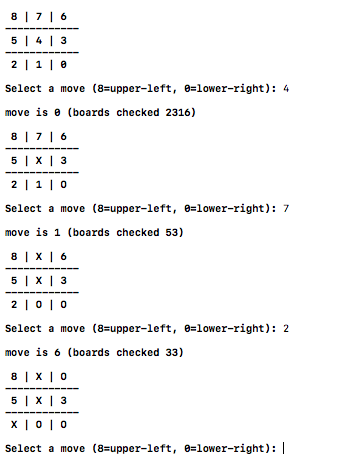 8 | 7 | 6
------------
5 | 4 | 3
------------
2 | 1 | 0
Select a move (8=upper-left, 0=lower-right): 4
move is 0 (boards checked 2316)
8 | 7 | 6
------------
5 | X | 3
------------
2 | 1 | O
Select a move (8=upper-left, 0=lower-right): 7
move is 1 (boards checked 53)
8 | X | 6
------------
5 | X | 3
------------
2 | O | O
Select a move (8=upper-left, 0=lower-right): 2
move is 6 (boards checked 33)
8 | X | O
------------
5 | X | 3
------------
X | O | O
Select a move (8=upper-left, 0=lower-right):